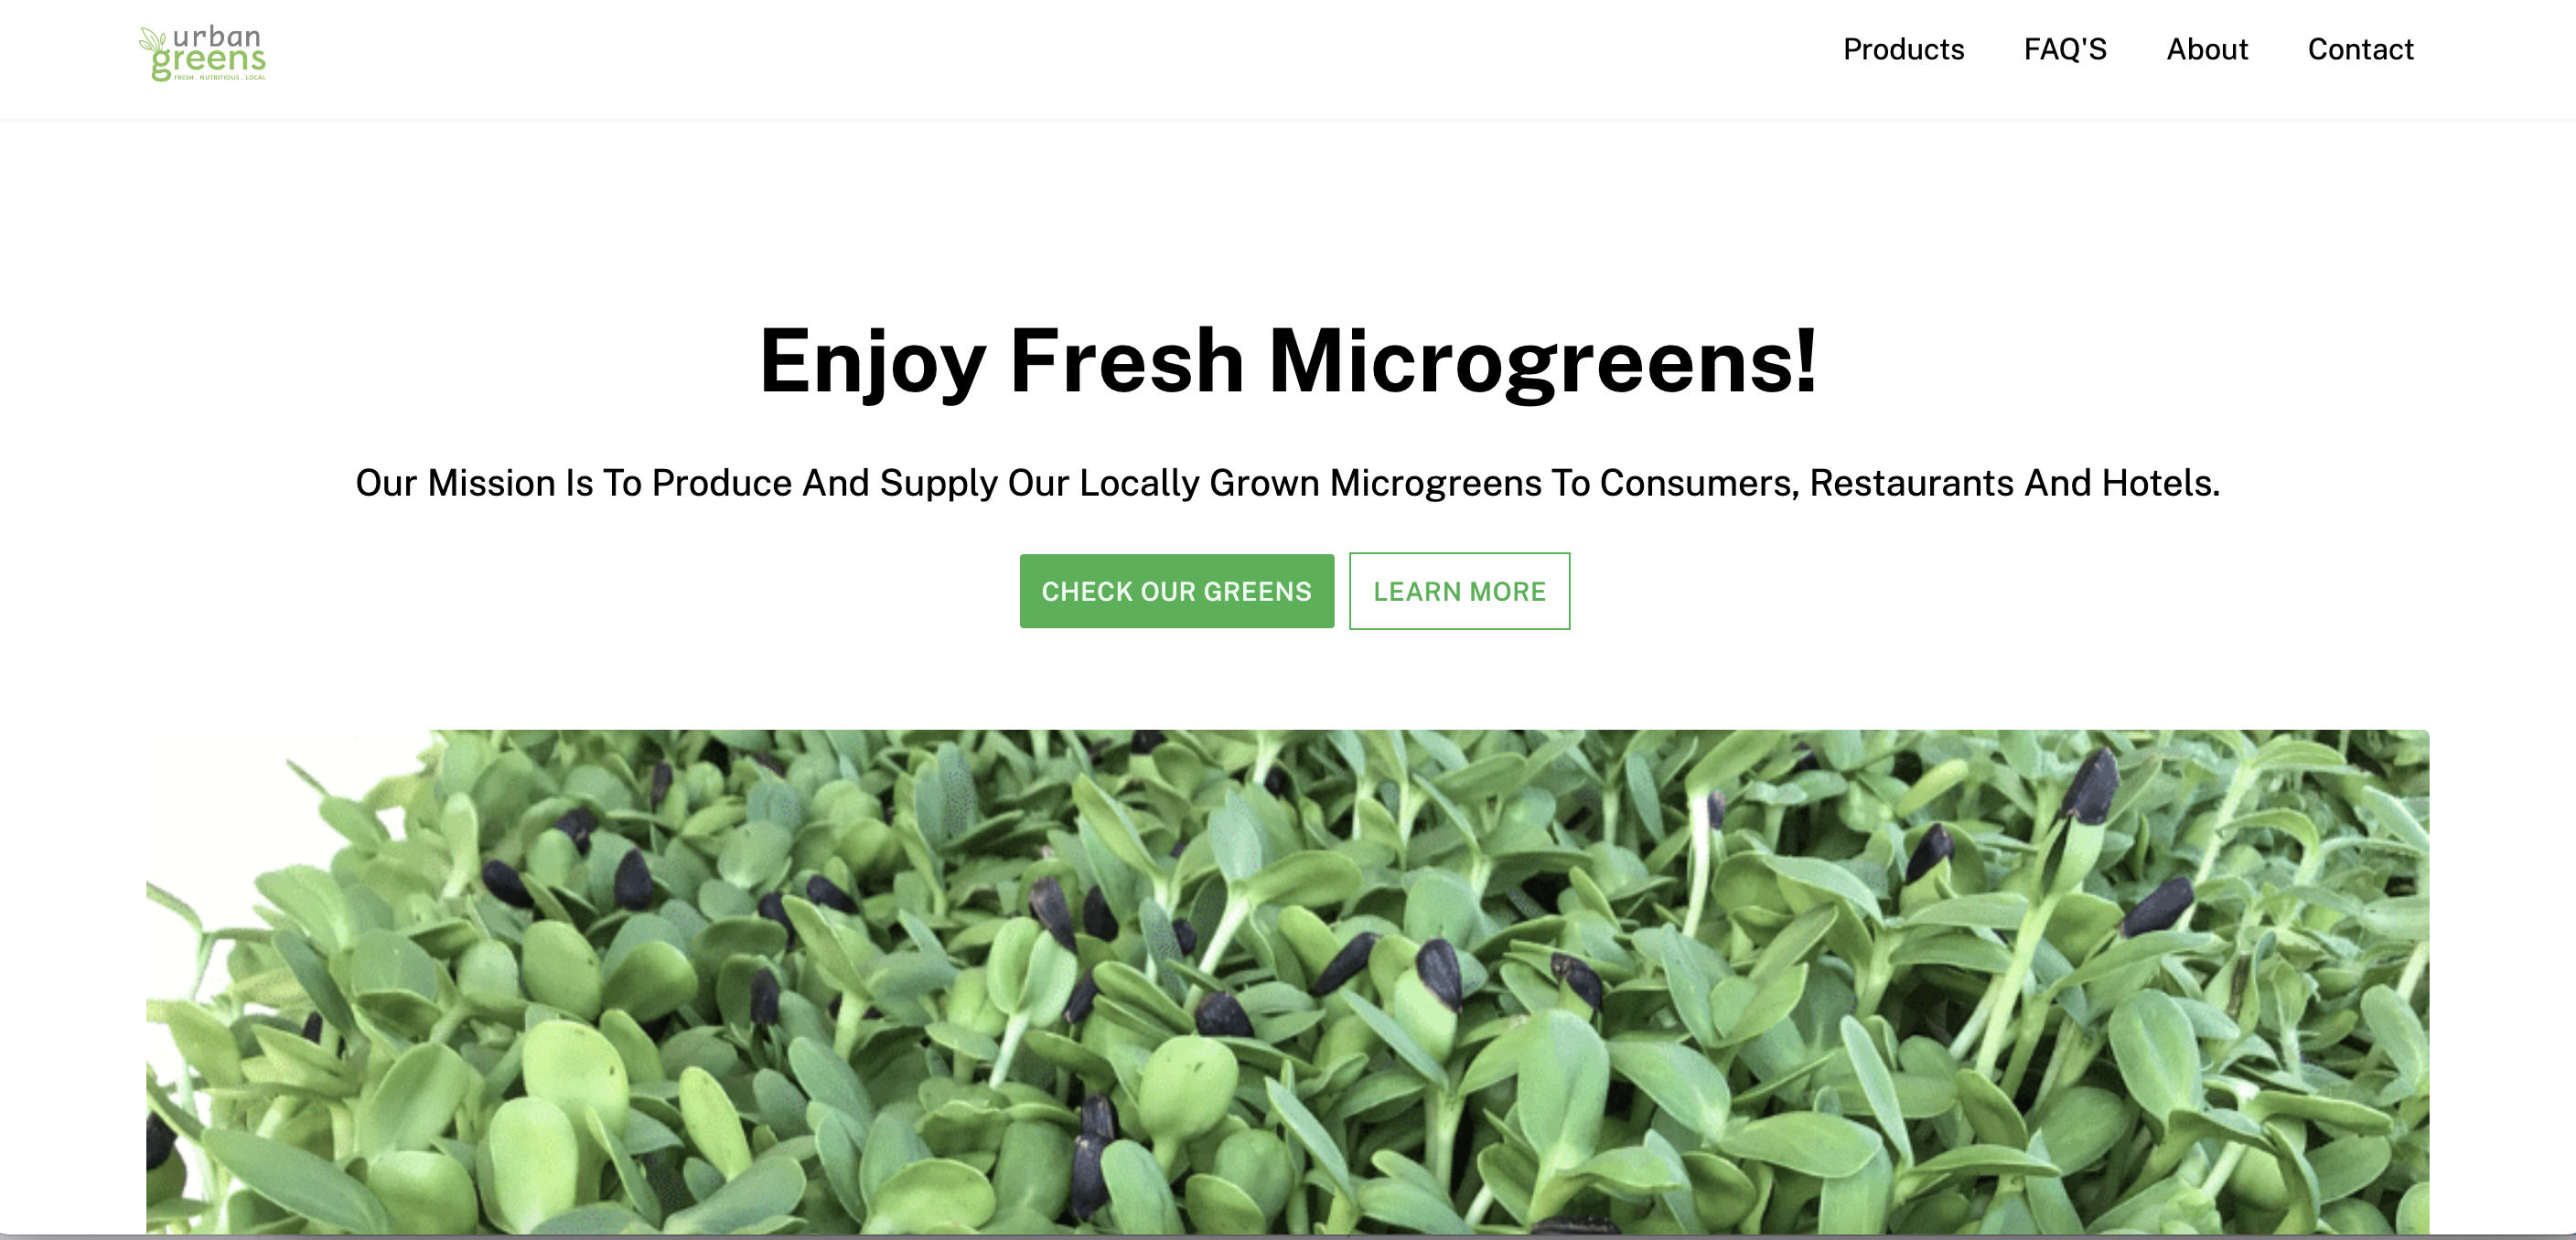 urban
greens
FRESH . NUTRITIOUS . LOCAL
Products FAQ'S About Contact
Enjoy Fresh Microgreens!
Our Mission Is To Produce And Supply Our Locally Grown Microgreens To Consumers, Restaurants And Hotels.
CHECK OUR GREENS LEARN MORE